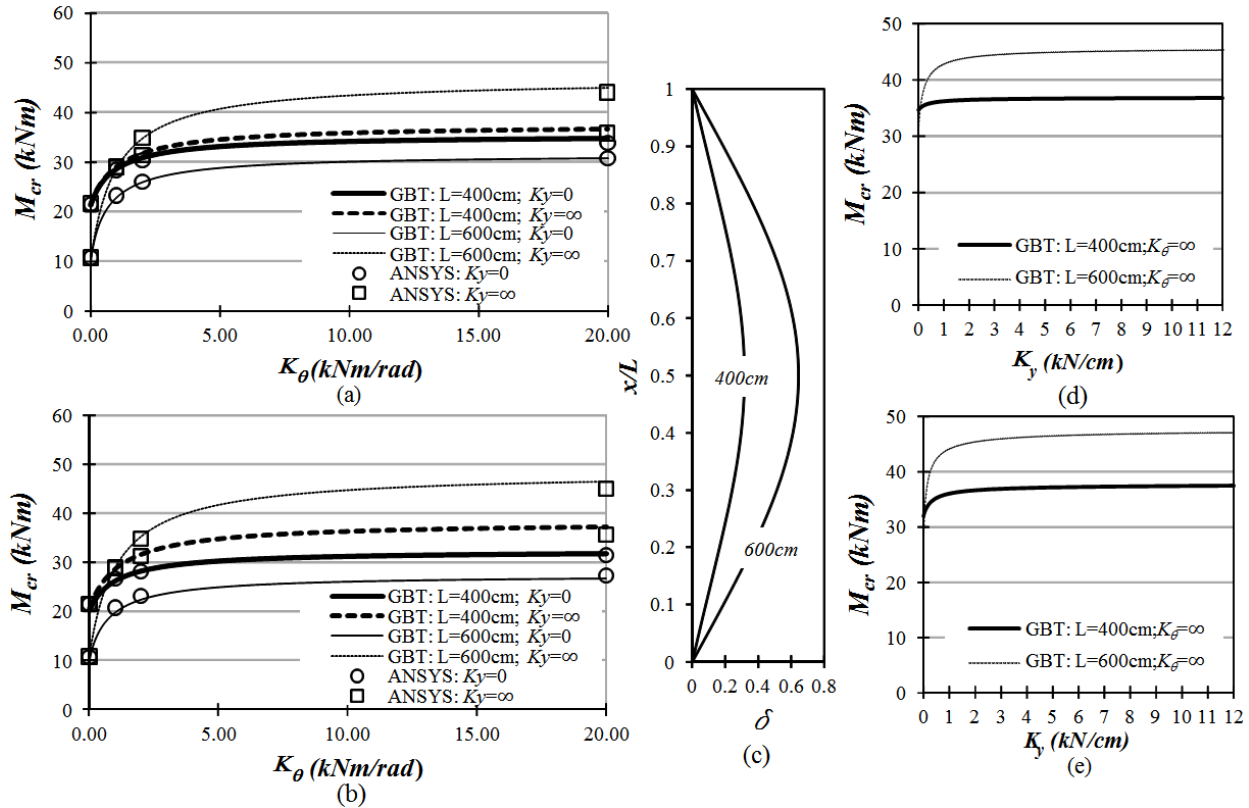 60
50
40
30
20
10
0
M_cr (kNm)
GBT: L=400cm; Ky=0
GBT: L=400cm; Ky=∞
GBT: L=600cm; Ky=0
GBT: L=600cm; Ky=∞
ANSYS: Ky=0
ANSYS: Ky=∞
0.00 5.00 10.00 15.00 20.00
K_θ (kNm/rad)
(a)
60
50
40
30
20
10
0
M_cr (kNm)
GBT: L=400cm; Ky=0
GBT: L=400cm; Ky=∞
GBT: L=600cm; Ky=0
GBT: L=600cm; Ky=∞
ANSYS: Ky=0
ANSYS: Ky=∞
0.00 5.00 10.00 15.00 20.00
K_θ (kNm/rad)
(b)
1
0.9
0.8
0.7
0.6
0.5
0.4
0.3
0.2
0.1
0
x/L
400cm
600cm
0 0.2 0.4 0.6 0.8
δ
(c)
50
40
30
20
10
0
M_cr (kNm)
GBT: L=400cm;K_θ=∞
GBT: L=600cm;K_θ=∞
0 1 2 3 4 5 6 7 8 9 10 11 12
K_y (kN/cm)
(d)
50
40
30
20
10
0
M_cr (kNm)
GBT: L=400cm;K_θ=∞
GBT: L=600cm;K_θ=∞
0 1 2 3 4 5 6 7 8 9 10 11 12
K_y (kN/cm)
(e)